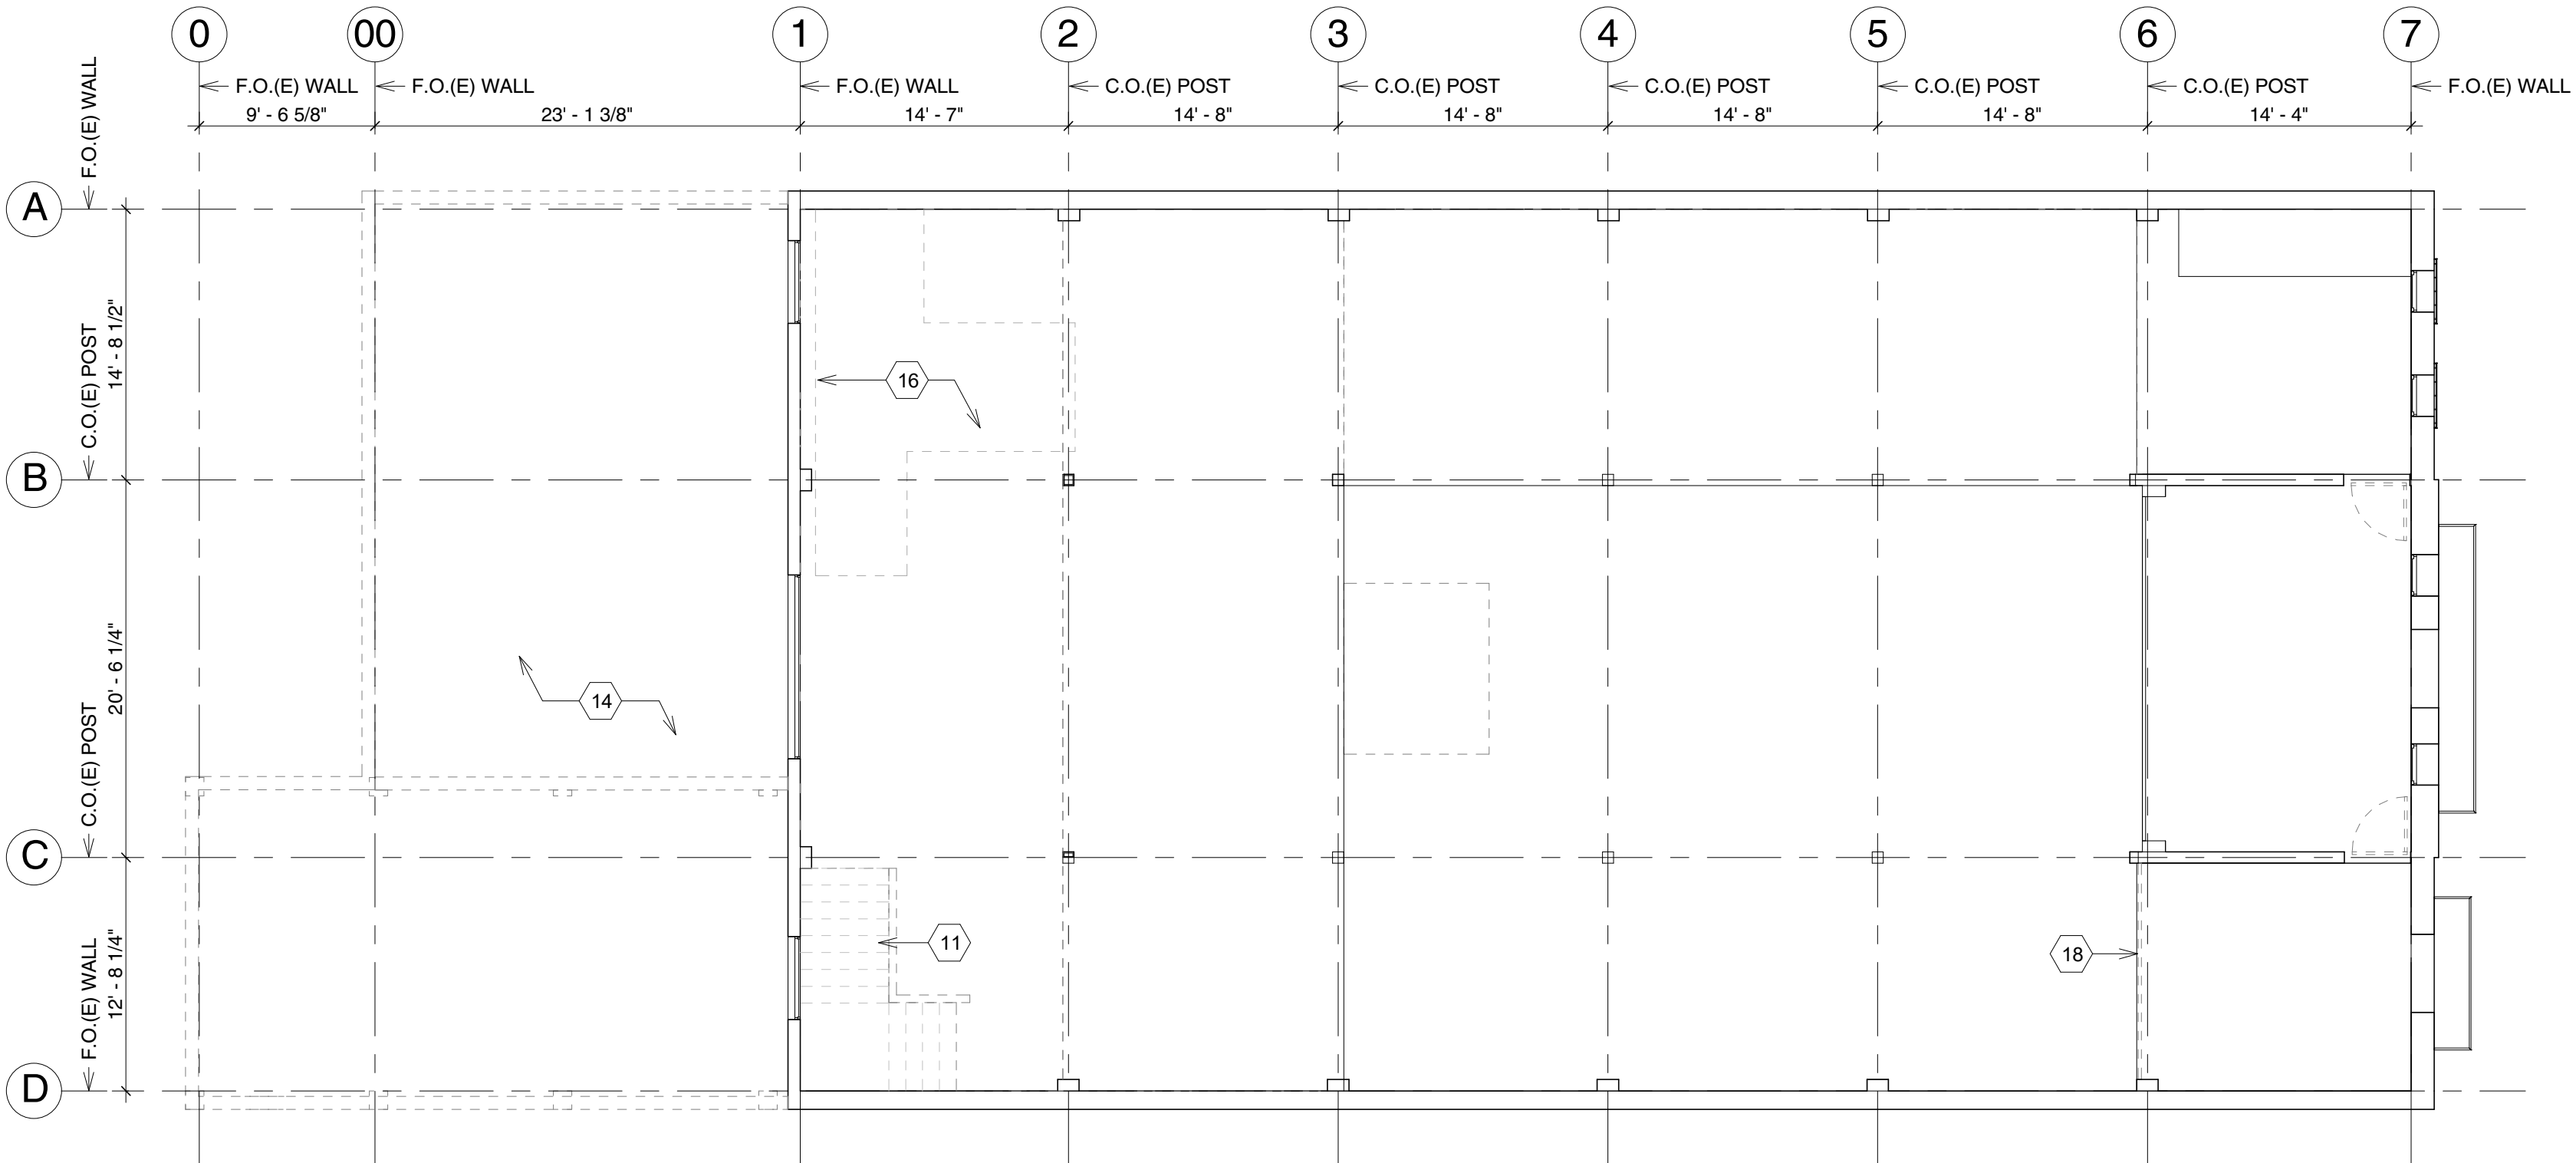 0 00 1 2 3 4 5 6 7
F.O.(E) WALL F.O.(E) WALL F.O.(E) WALL C.O.(E) POST C.O.(E) POST C.O.(E) POST C.O.(E) POST C.O.(E) POST F.O.(E) WALL
9' - 6 5/8" 23' - 1 3/8" 14' - 7" 14' - 8" 14' - 8" 14' - 8" 14' - 8" 14' - 4"
F.O.(E) WALL
A
14' - 8 1/2"
C.O.(E) POST
16
B
20' - 6 1/4"
14
C.O.(E) POST
C
12' - 8 1/4"
F.O.(E) WALL
11
18
D